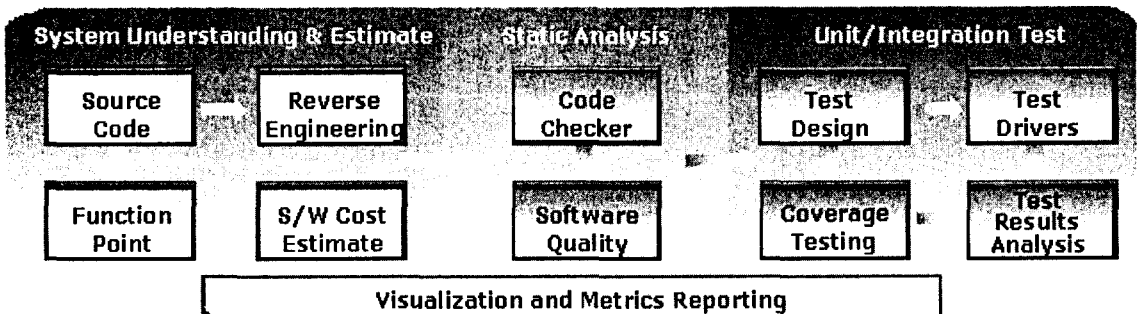 System Understanding & Estimate
Static Analysis
Unit/Integration Test
Source
Code
Reverse
Engineering
Code
Checker
Test
Design
Test
Drivers
Function
Point
S/W Cost
Estimate
Software
Quality
Coverage
Testing
Test
Results
Analysis
Visualization and Metrics Reporting